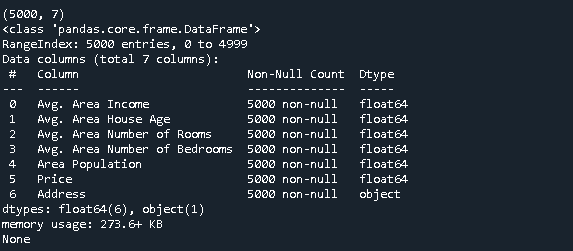 (5000, 7)
<class 'pandas.core.frame.DataFrame'>
RangeIndex: 5000 entries, 0 to 4999
Data columns (total 7 columns):
 #   Column                        Non-Null Count  Dtype
---  ------                        --------------  -----
 0   Avg. Area Income              5000 non-null   float64
 1   Avg. Area House Age           5000 non-null   float64
 2   Avg. Area Number of Rooms     5000 non-null   float64
 3   Avg. Area Number of Bedrooms  5000 non-null   float64
 4   Area Population               5000 non-null   float64
 5   Price                         5000 non-null   float64
 6   Address                       5000 non-null   object
dtypes: float64(6), object(1)
memory usage: 273.6+ KB
None